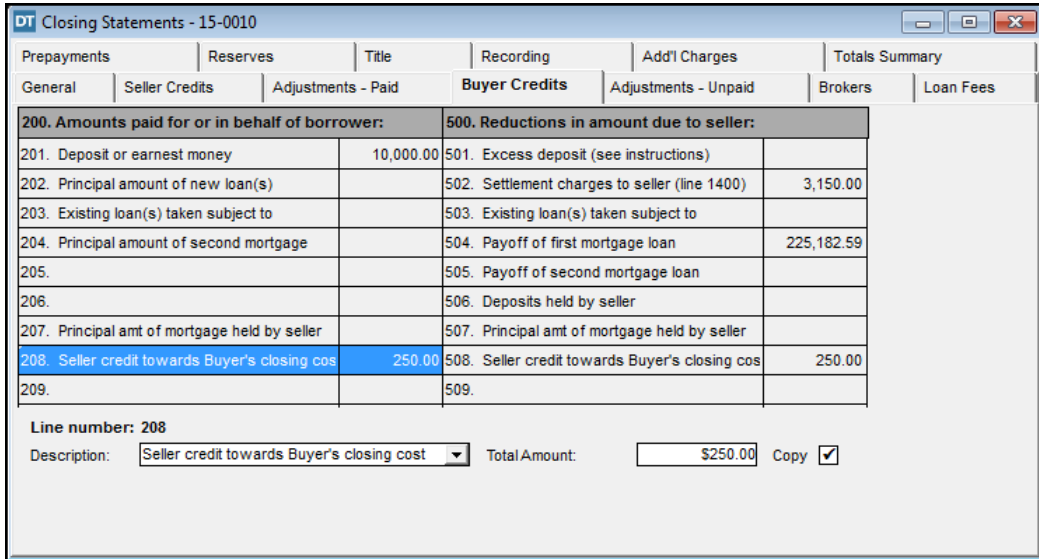 DT Closing Statements - 15-0010
Prepayments Reserves Title Recording Add'l Charges Totals Summary
General Seller Credits Adjustments - Paid Buyer Credits Adjustments - Unpaid Brokers Loan Fees
200. Amounts paid for or in behalf of borrower: 500. Reductions in amount due to seller:
201. Deposit or earnest money 10,000.00 501. Excess deposit (see instructions)
202. Principal amount of new loan(s) 502. Settlement charges to seller (line 1400) 3,150.00
203. Existing loan(s) taken subject to 503. Existing loan(s) taken subject to
204. Principal amount of second mortgage 504. Payoff of first mortgage loan 225,182.59
205. 505. Payoff of second mortgage loan
206. 506. Deposits held by seller
207. Principal amt of mortgage held by seller 507. Principal amt of mortgage held by seller
208. Seller credit towards Buyer's closing cos 250.00 508. Seller credit towards Buyer's closing cos 250.00
209. 509.
Line number: 208
Description: Seller credit towards Buyer's closing cost Total Amount: $250.00 Copy